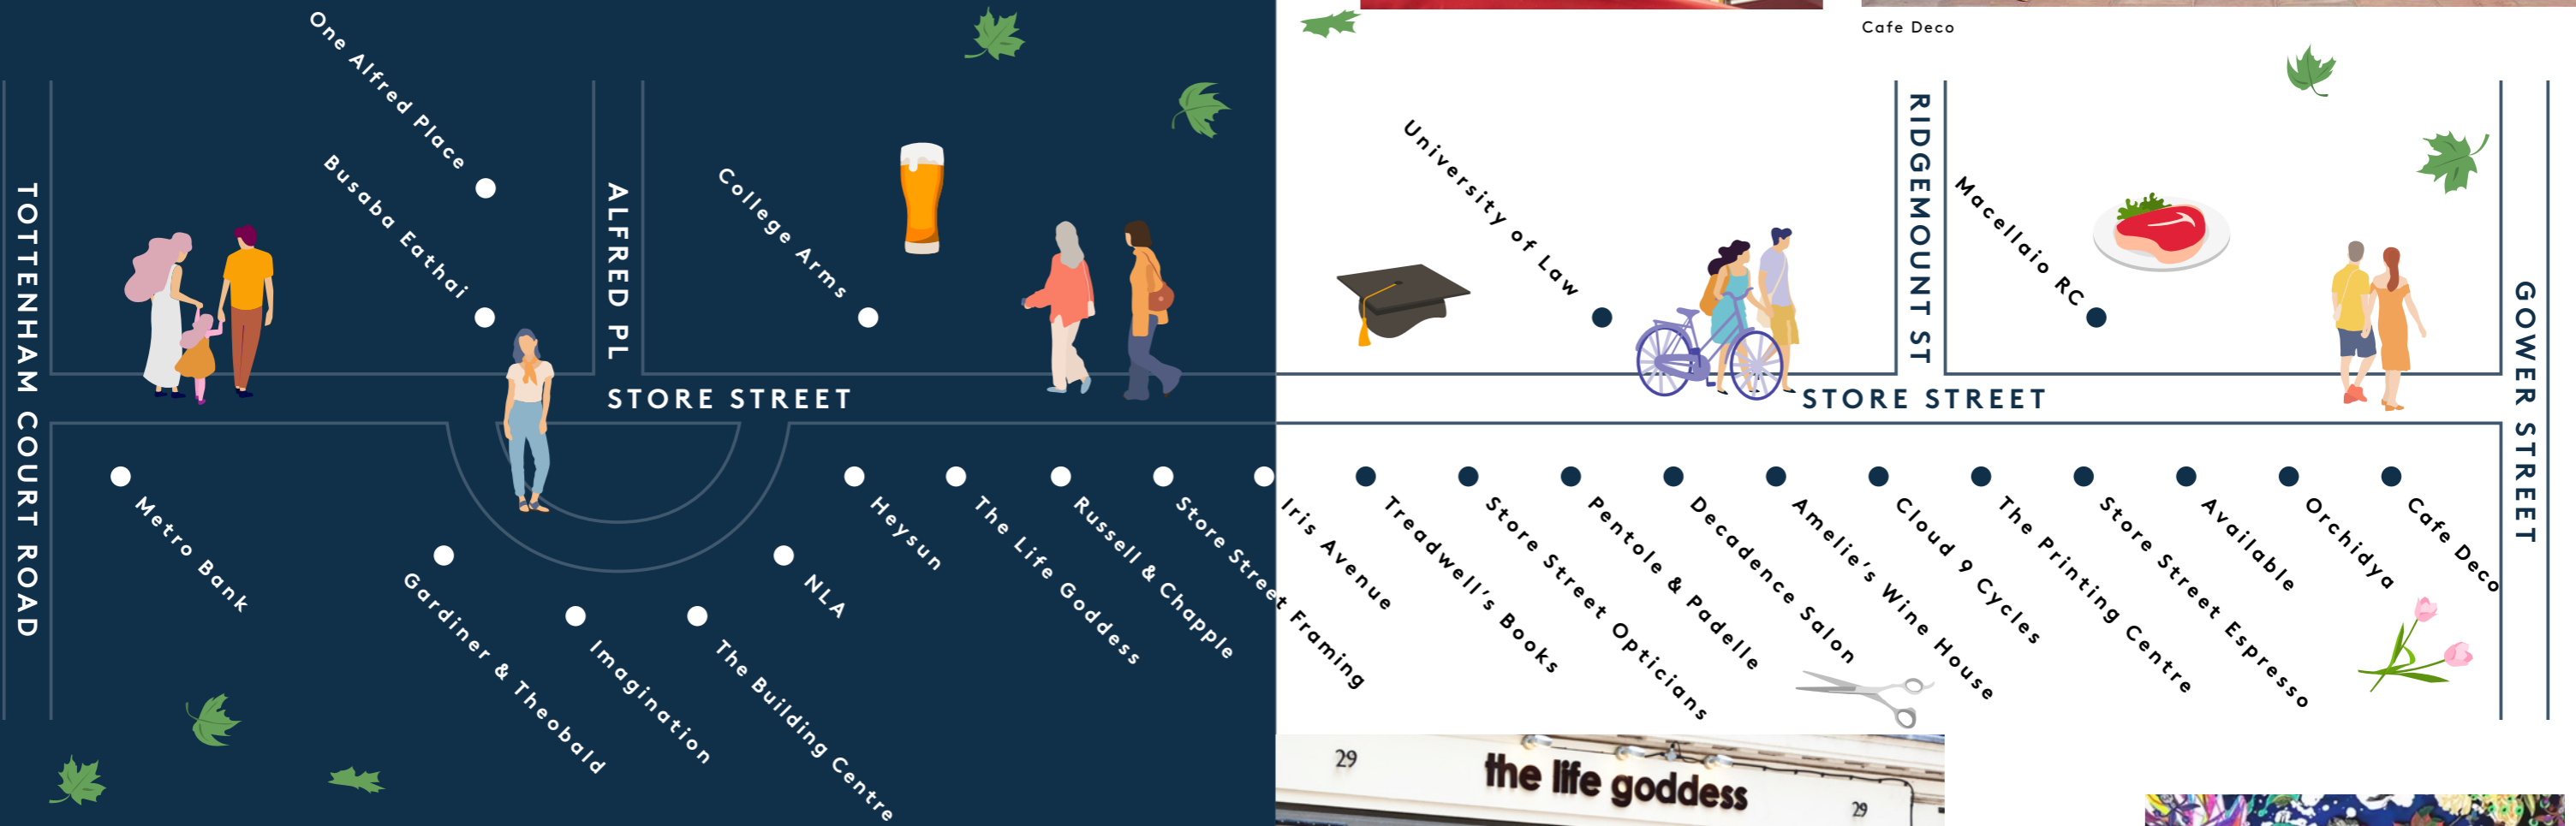 Cafe Deco
One Alfred Place
Busaba Eathai
TOTTENHAM COURT ROAD
ALFRED PL
College Arms
University of Law
RIDGEMOUNT ST
Macellaio RC
GOWER STREET
STORE STREET
STORE STREET
Metro Bank
Gardiner & Theobald
Imagination
The Building Centre
NLA
Heysun
The Life Goddess
Russell & Chapple
Store Street Framing
Iris Avenue
Treadwell's Books
Store Street Opticians
Pentole & Padelle
Decadence Salon
Amelie's Wine House
Cloud 9 Cycles
The Printing Centre
Store Street Espresso
Available
Orchidya
Cafe Deco
29
the life goddess
29